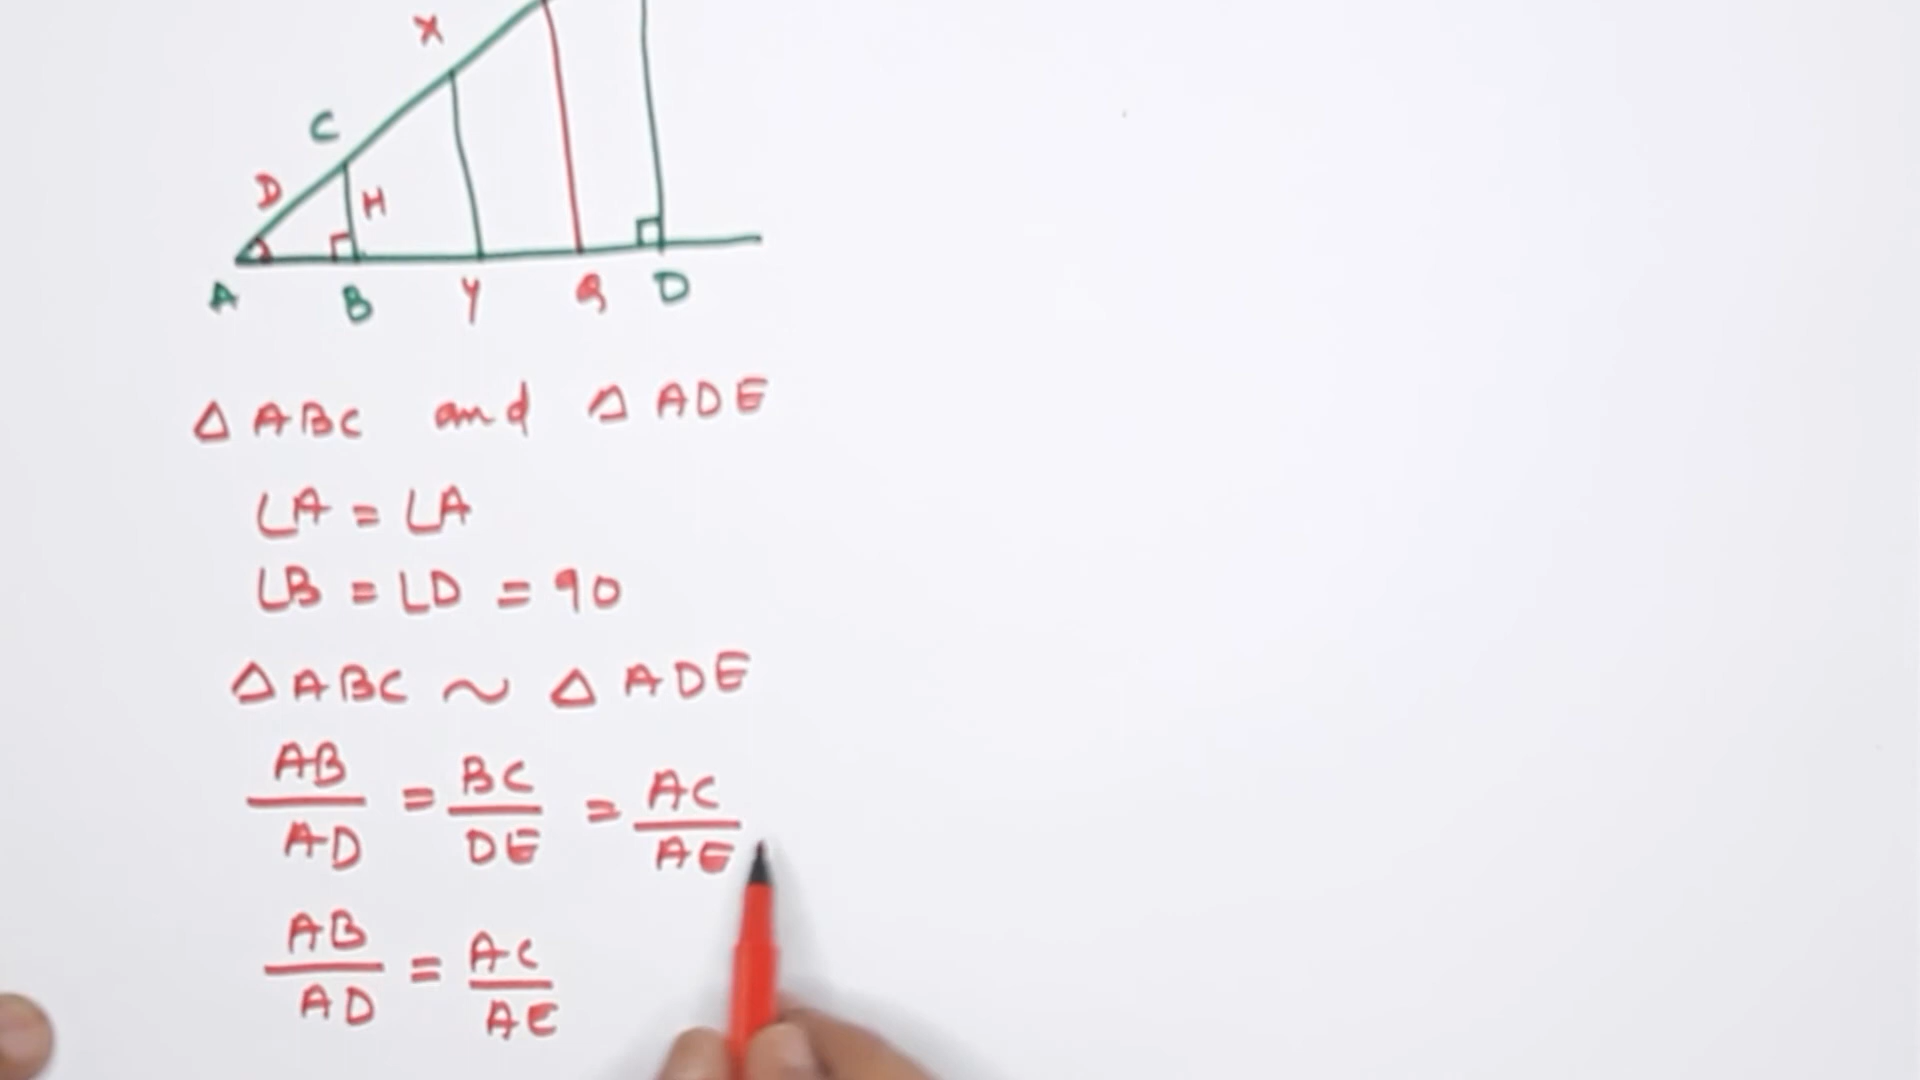 X
C
D H
A B Y Q D
Δ ABC and Δ ADE
∠A = ∠A
∠B = ∠D = 90
Δ ABC ~ Δ ADE
AB/AD = BC/DE = AC/AE
AB/AD = AC/AE